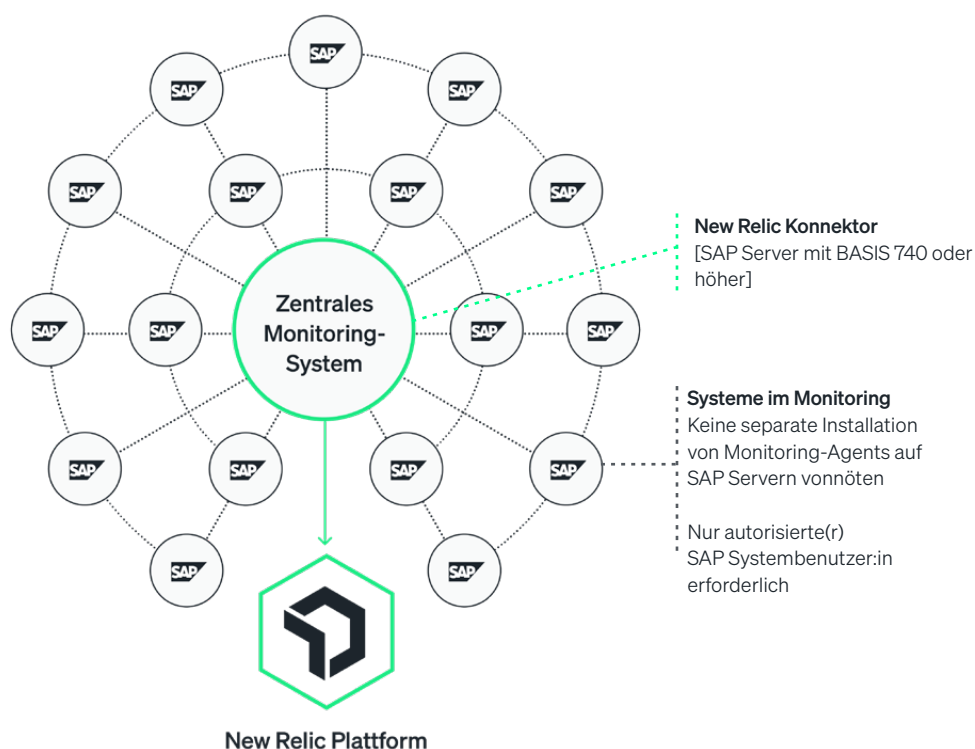 SAP
SAP
SAP
SAP
SAP
SAP
SAP
New Relic Konnektor
[SAP Server mit BASIS 740 oder
höher]
Zentrales
Monitoring-
System
SAP
SAP
SAP
SAP
Systeme im Monitoring
Keine separate Installation
von Monitoring-Agents auf
SAP Servern vonnöten
Nur autorisierte(r)
SAP Systembenutzer:in
erforderlich
SAP
SAP
SAP
SAP
SAP
SAP
New Relic Plattform